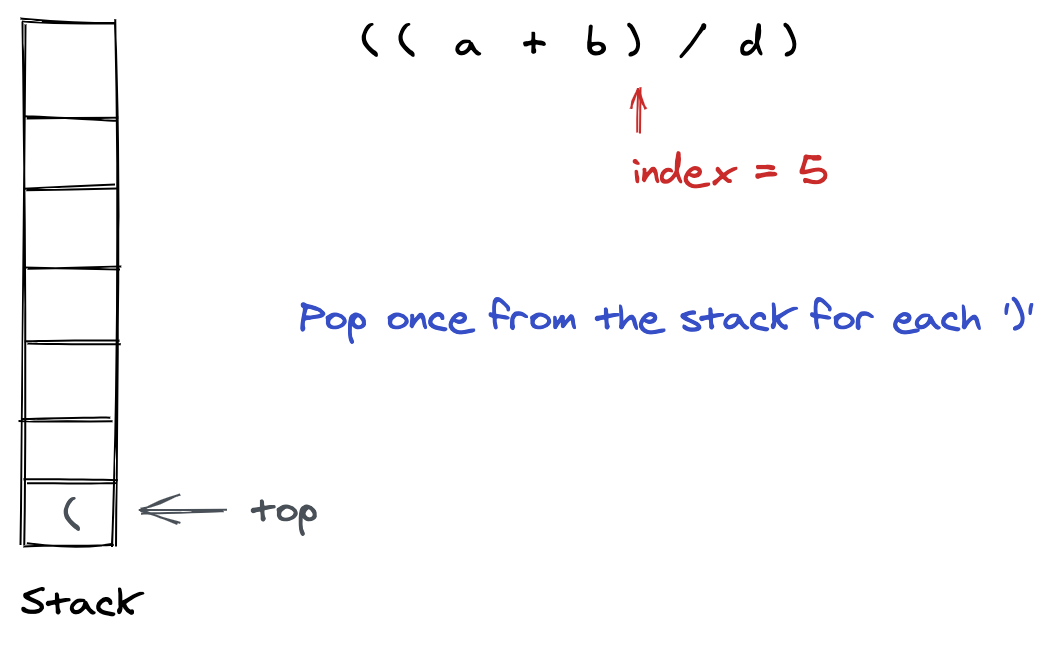 ( ( a + b ) / d )
index = 5
Pop once from the stack for each ')'
(
top
Stack